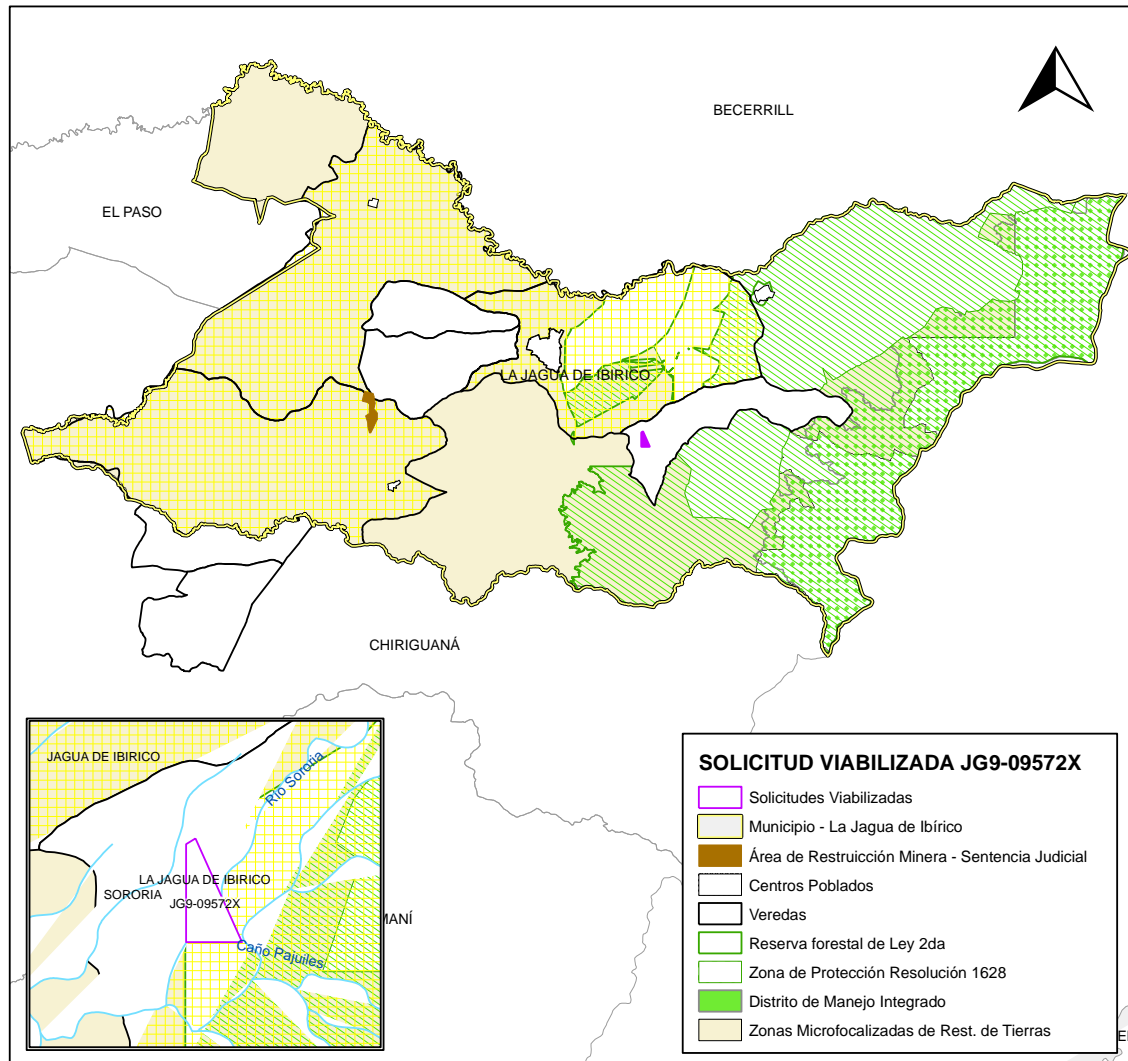 BECERRILL
EL PASO
LA JAGUA DE IBIRICO
CHIRIGUANÁ
JAGUA DE IBIRICO
Río Sororia
LA JAGUA DE IBIRICO
SORORIA
JG9-09572X
MANÍ
Caño Pajuiles
SOLICITUD VIABILIZADA JG9-09572X
Solicitudes Viabilizadas
Municipio - La Jagua de Ibírico
Área de Restruicción Minera - Sentencia Judicial
Centros Poblados
Veredas
Reserva forestal de Ley 2da
Zona de Protección Resolución 1628
Distrito de Manejo Integrado
Zonas Microfocalizadas de Rest. de Tierras